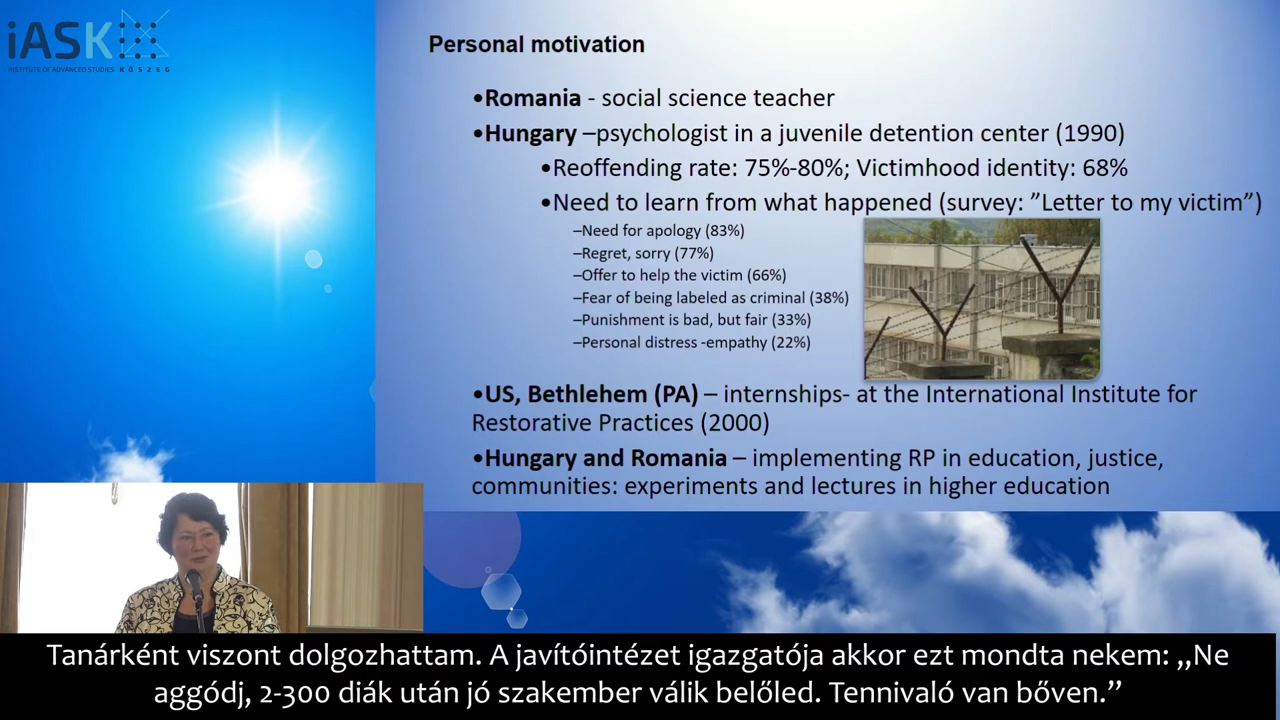 iASK
INSTITUTE OF ADVANCED STUDIES KŐSZEG
Personal motivation
•Romania - social science teacher
•Hungary –psychologist in a juvenile detention center (1990)
•Reoffending rate: 75%-80%; Victimhood identity: 68%
•Need to learn from what happened (survey: ”Letter to my victim”)
–Need for apology (83%)
–Regret, sorry (77%)
–Offer to help the victim (66%)
–Fear of being labeled as criminal (38%)
–Punishment is bad, but fair (33%)
–Personal distress -empathy (22%)
•US, Bethlehem (PA) – internships- at the International Institute for
Restorative Practices (2000)
•Hungary and Romania – implementing RP in education, justice,
communities: experiments and lectures in higher education
Tanárként viszont dolgozhattam. A javítóintézet igazgatója akkor ezt mondta nekem: „Ne
aggódj, 2-300 diák után jó szakember válik belőled. Tennivaló van bőven.”